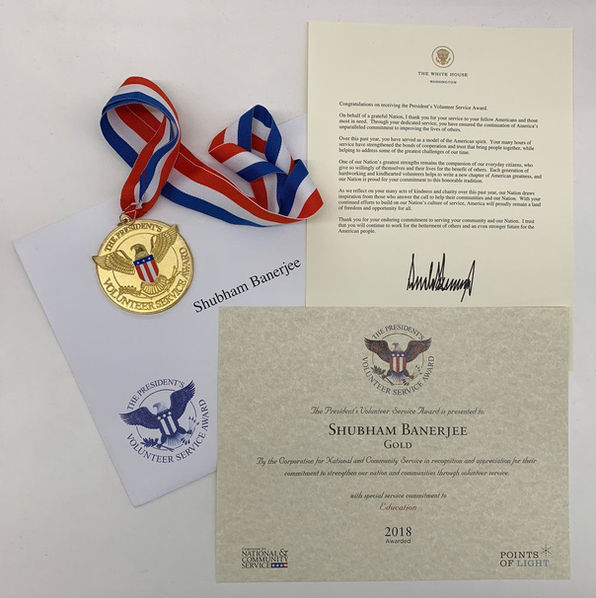 THE WHITE HOUSE
WASHINGTON
Congratulations on receiving the President's Volunteer Service Award.
On behalf of a grateful Nation, I thank you for your service to your fellow Americans and those
most in need. Through your dedicated service, you have ensured the continuation of America's
unparalleled commitment to improving the lives of others.
Over this past year, you have served as a model of the American spirit. Your many hours of
service have strengthened the bonds of cooperation and trust that bring people together, while
helping to address some of the greatest challenges of our time.
One of our Nation's greatest strengths remains the compassion of our everyday citizens, who
give so willingly of themselves and their lives for the benefit of others. Each generation of
hardworking and kindhearted volunteers helps to write a new chapter of American greatness, and
our Nation is proud for your commitment to this honorable tradition.
As we reflect on your many acts of kindness and charity over this past year, our Nation draws
inspiration from those who answer the call to help their communities and our Nation. With your
continued efforts to build on our Nation's culture of service, America will proudly remain a land
of freedom and opportunity for all.
Thank you for your enduring commitment to serving your community and our Nation. I trust
that you will continue to work for the betterment of others and an even stronger future for the
American people.
THE PRESIDENT'S
VOLUNTEER SERVICE AWARD
Shubham Banerjee
THE PRESIDENT'S
VOLUNTEER SERVICE AWARD
THE PRESIDENT'S
VOLUNTEER SERVICE AWARD
The President's Volunteer Service Award is presented to
SHUBHAM BANERJEE
GOLD
By the Corporation for National and Community Service in recognition and appreciation for their
commitment to strengthen our nation and communities through volunteer service.
with special service commitment to
Education
2018
Awarded
Corporation for
NATIONAL &
COMMUNITY
SERVICE
POINTS
OF LIGHT